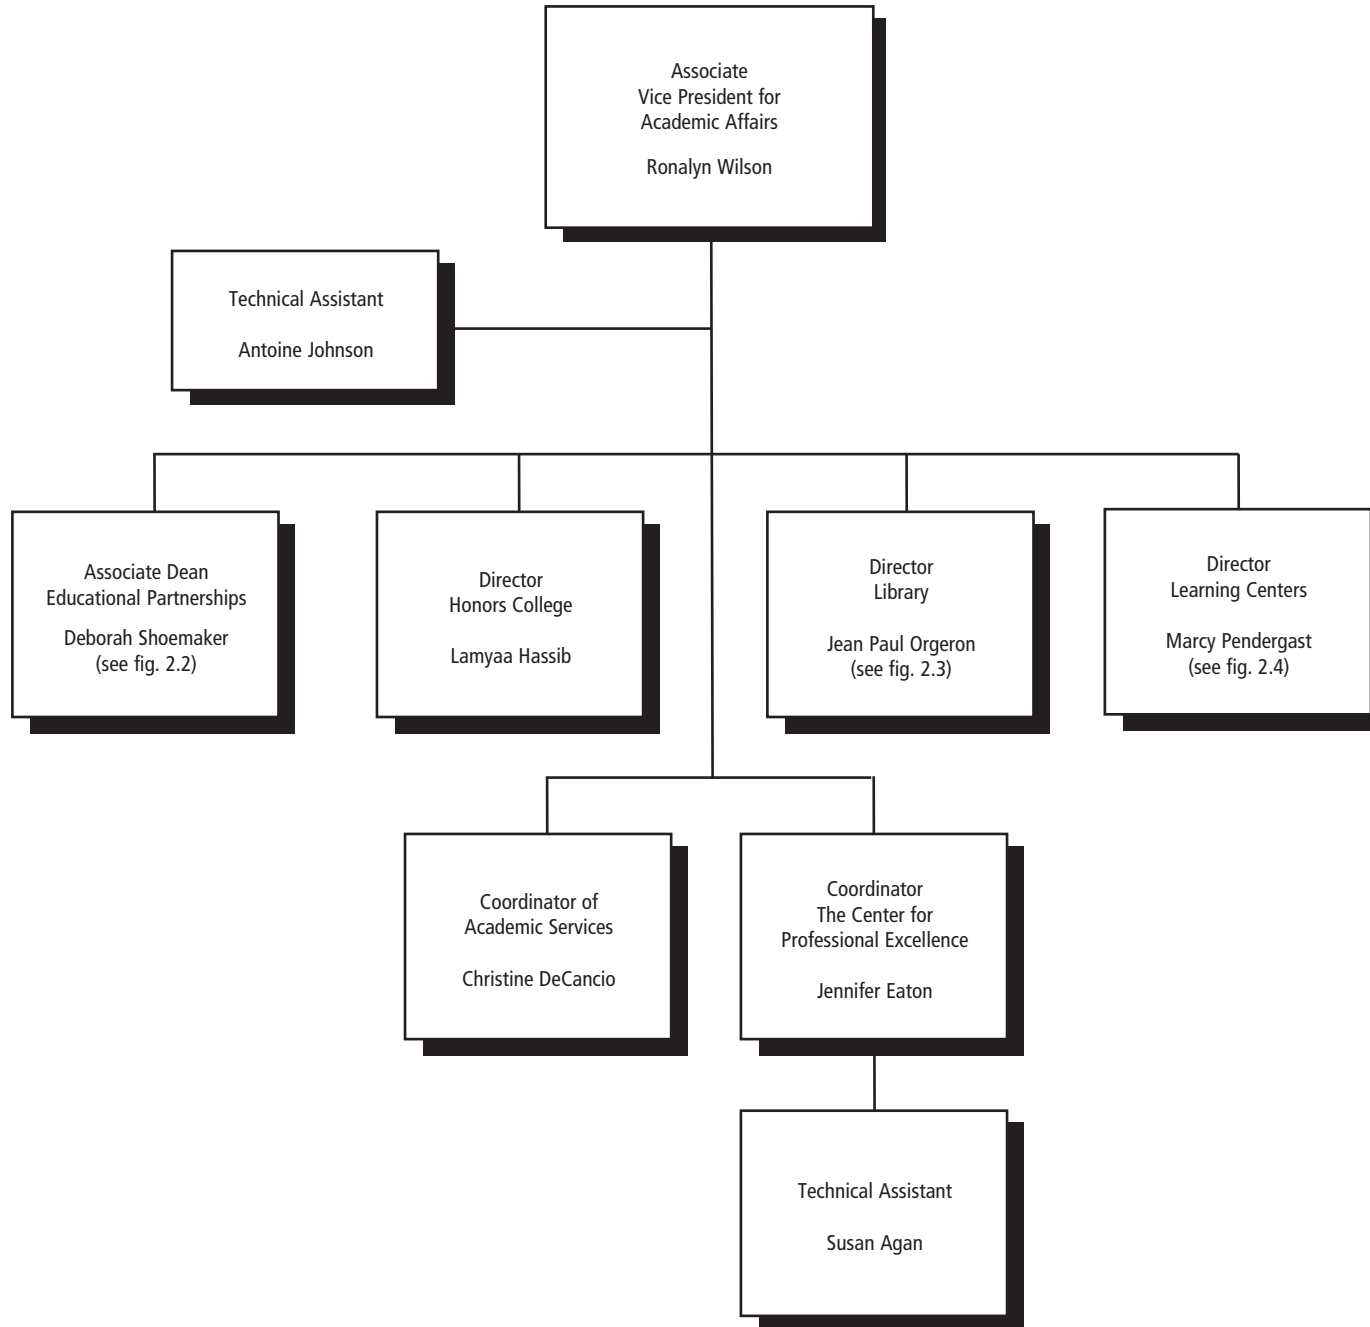 Associate
Vice President for
Academic Affairs
Ronalyn Wilson
Technical Assistant
Antoine Johnson
Associate Dean
Educational Partnerships
Deborah Shoemaker
(see fig. 2.2)
Director
Honors College
Lamyaa Hassib
Director
Library
Jean Paul Orgeron
(see fig. 2.3)
Director
Learning Centers
Marcy Pendergast
(see fig. 2.4)
Coordinator of
Academic Services
Christine DeCancio
Coordinator
The Center for
Professional Excellence
Jennifer Eaton
Technical Assistant
Susan Agan